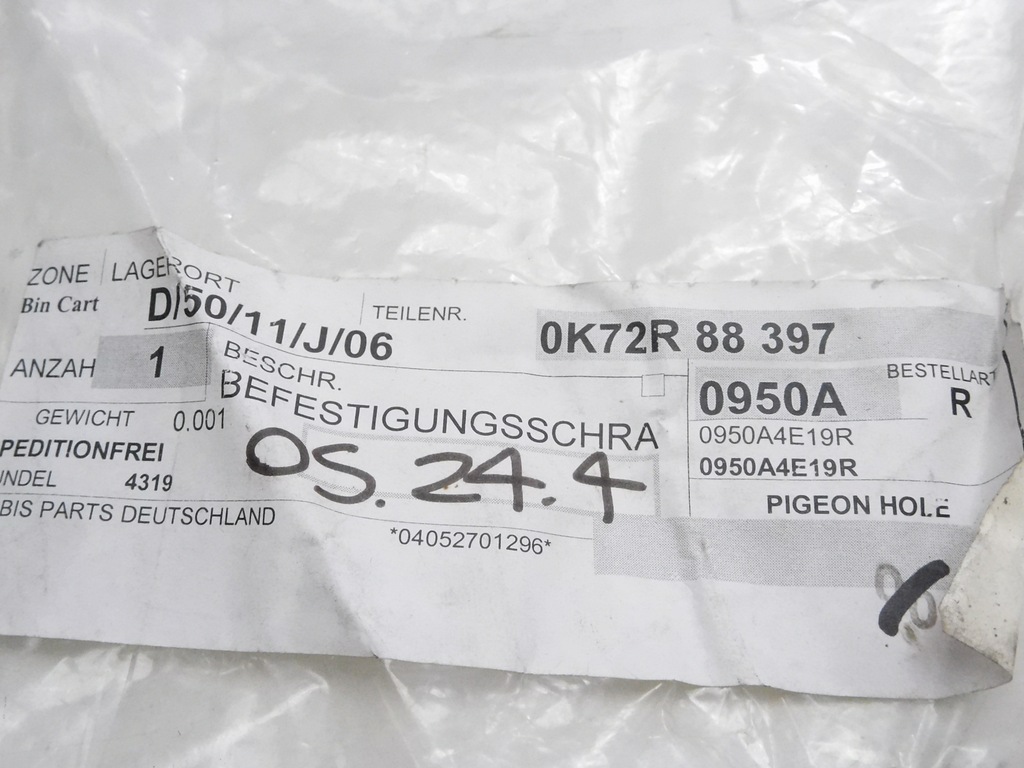 ZONE LAGERORT
Bin Cart D/50/11/J/06 TEILENR. 0K72R 88 397
ANZAH 1 BESCHR. 0950A BESTELLART
BEFESTIGUNGSSCHRA R
GEWICHT 0.001 0950A4E19R
PEDITIONFREI OS. 24.4 0950A4E19R
NDEL 4319
PIGEON HOLE
BIS PARTS DEUTSCHLAND
*04052701296*